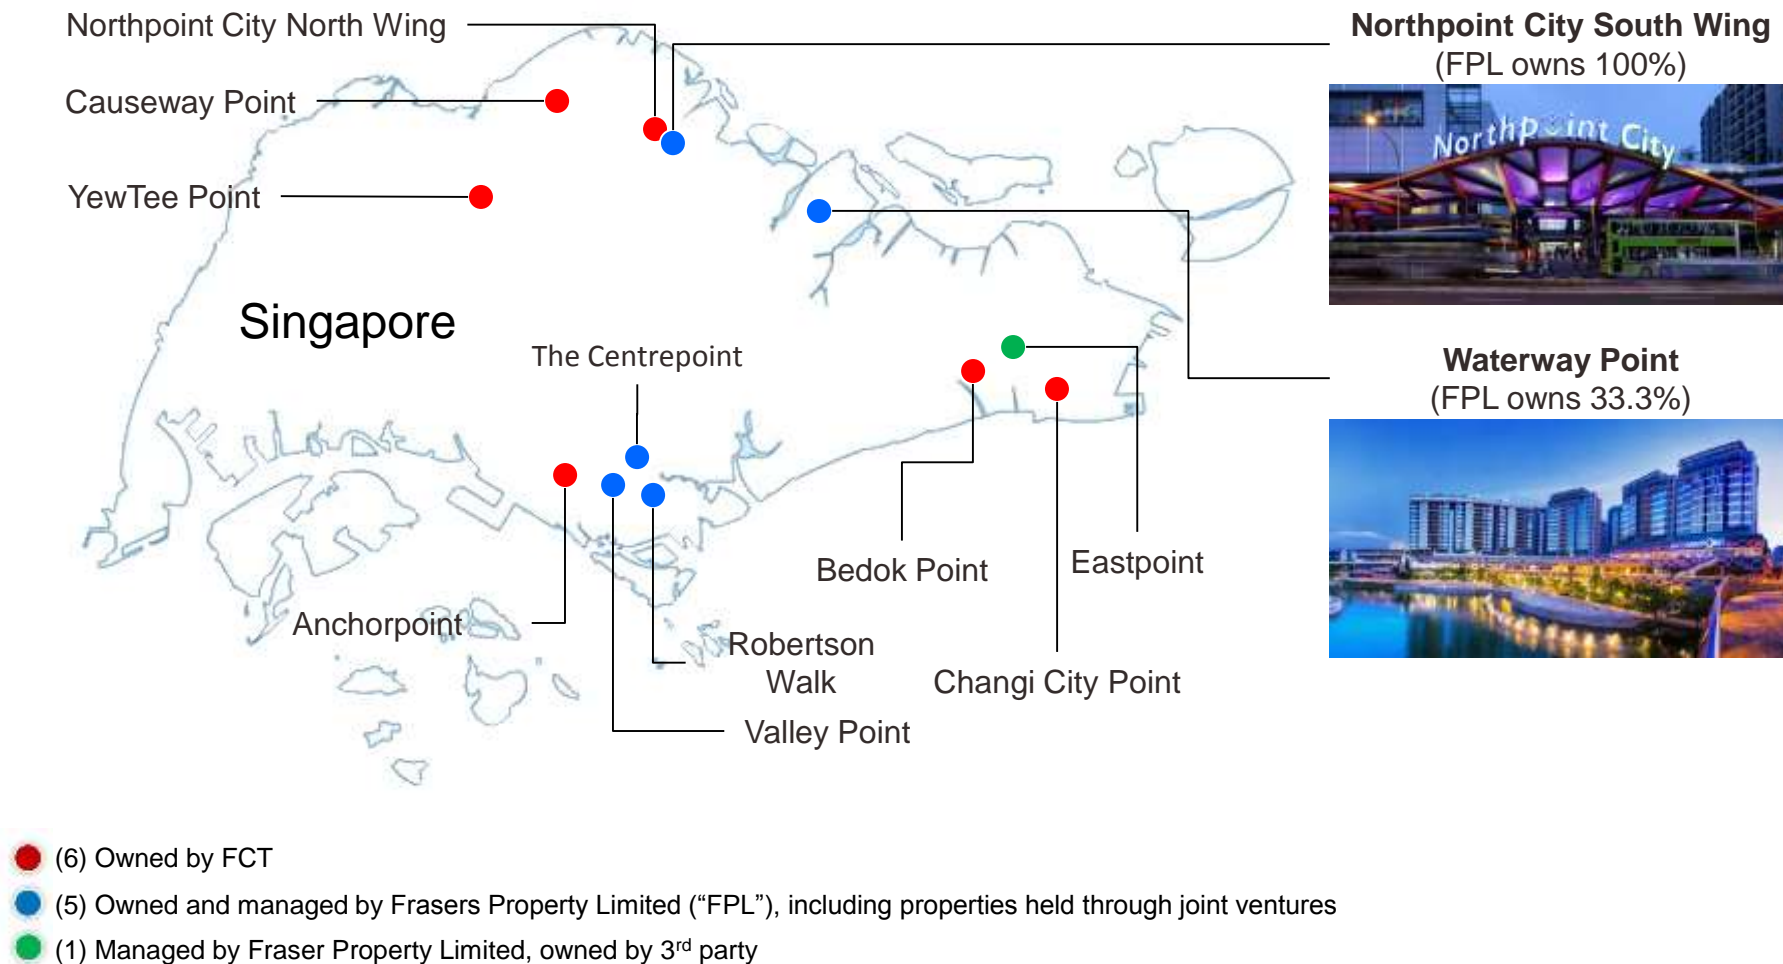 Northpoint City North Wing
Causeway Point
YewTee Point
Singapore
The Centrepoint
Anchorpoint
Bedok Point
Eastpoint
Robertson
Walk
Changi City Point
Valley Point
Northpoint City South Wing
(FPL owns 100%)
Northpoint City
Waterway Point
(FPL owns 33.3%)
(6) Owned by FCT
(5) Owned and managed by Frasers Property Limited (“FPL”), including properties held through joint ventures
(1) Managed by Fraser Property Limited, owned by 3rd party